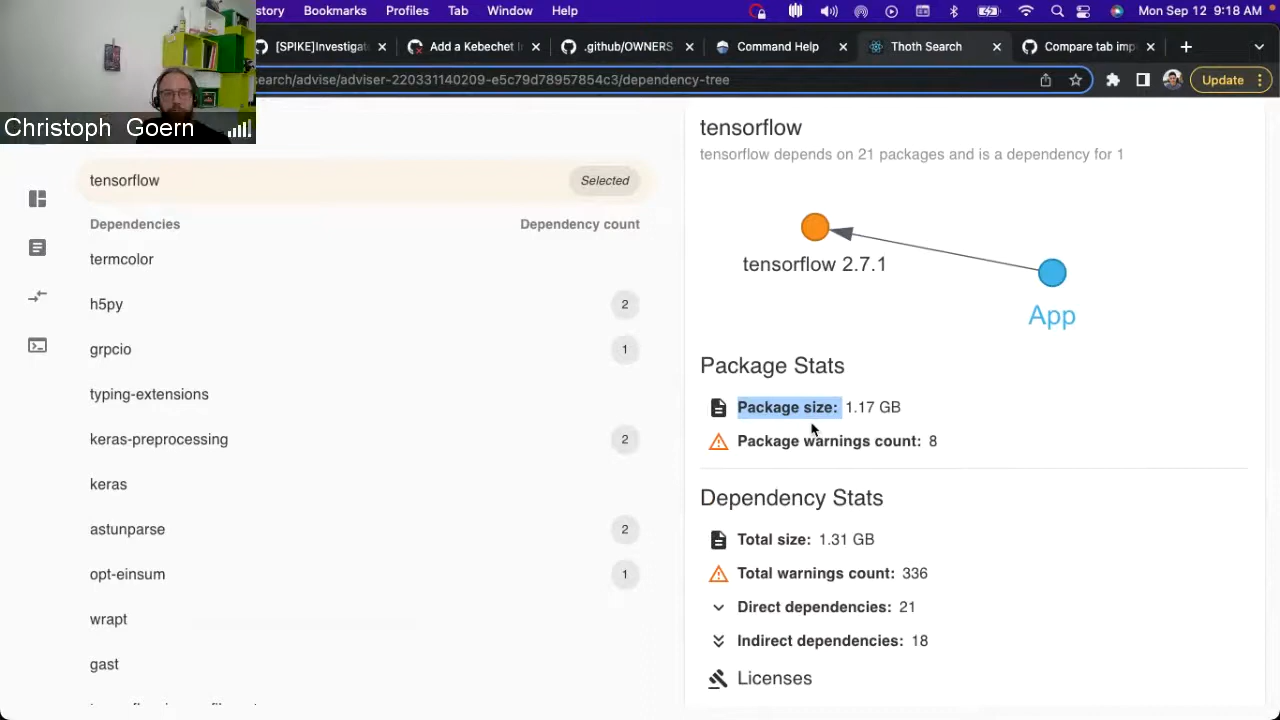 story
Bookmarks
Profiles
Tab
Window
Help
Mon Sep 12 9:18 AM
[SPIKE]Investigat
Add a Kebechet I
.github/OWNERS
Command Help
Thoth Search
Compare tab imp
search/advise/adviser-220331140209-e5c79d78957854c3/dependency-tree
Update
Christoph Goern
tensorflow
Selected
Dependencies
Dependency count
termcolor
h5py
2
grpcio
1
typing-extensions
keras-preprocessing
2
keras
astunparse
2
opt-einsum
1
wrapt
gast
tensorflow
tensorflow depends on 21 packages and is a dependency for 1
tensorflow 2.7.1
App
Package Stats
Package size: 1.17 GB
Package warnings count: 8
Dependency Stats
Total size: 1.31 GB
Total warnings count: 336
Direct dependencies: 21
Indirect dependencies: 18
Licenses